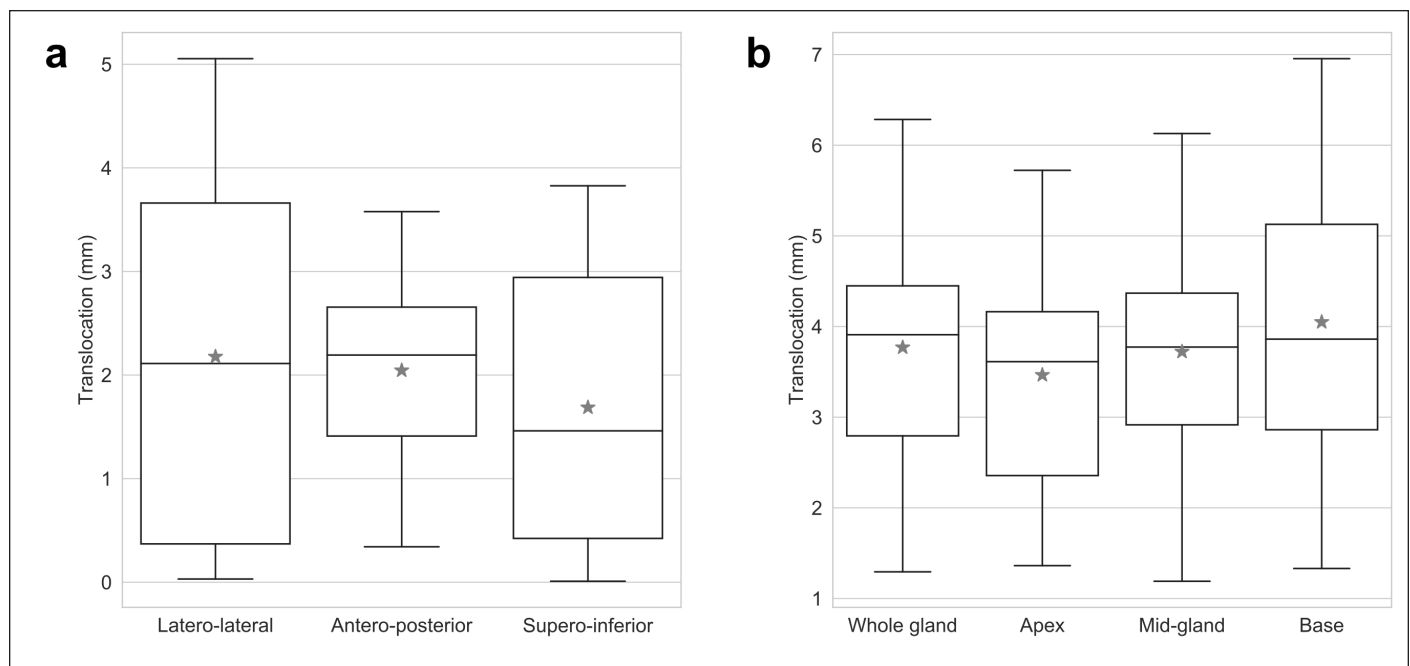 a
Translocation (mm)
5
4
3
2
1
0
Latero-lateral Antero-posterior Supero-inferior
b
Translocation (mm)
7
6
5
4
3
2
1
Whole gland Apex Mid-gland Base